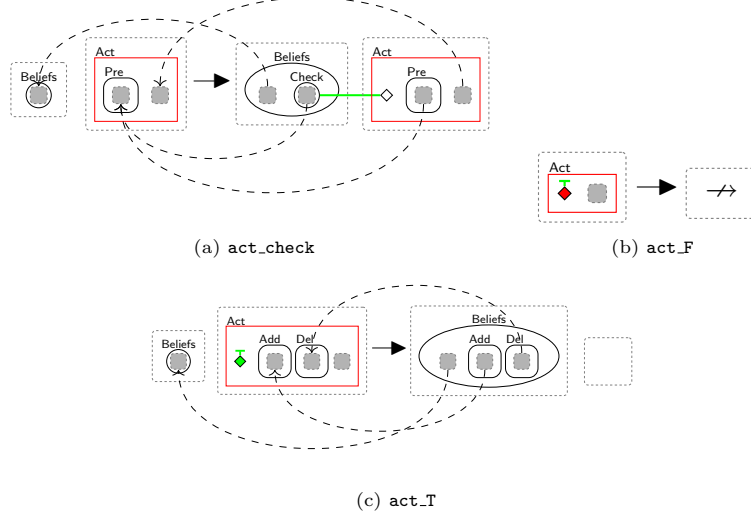 Act
Beliefs
Act
Beliefs
Pre
Check
Pre
Act
(a) act_check
(b) act_F
Beliefs
Act
Beliefs
Add
Del
Add
Del
(c) act_T